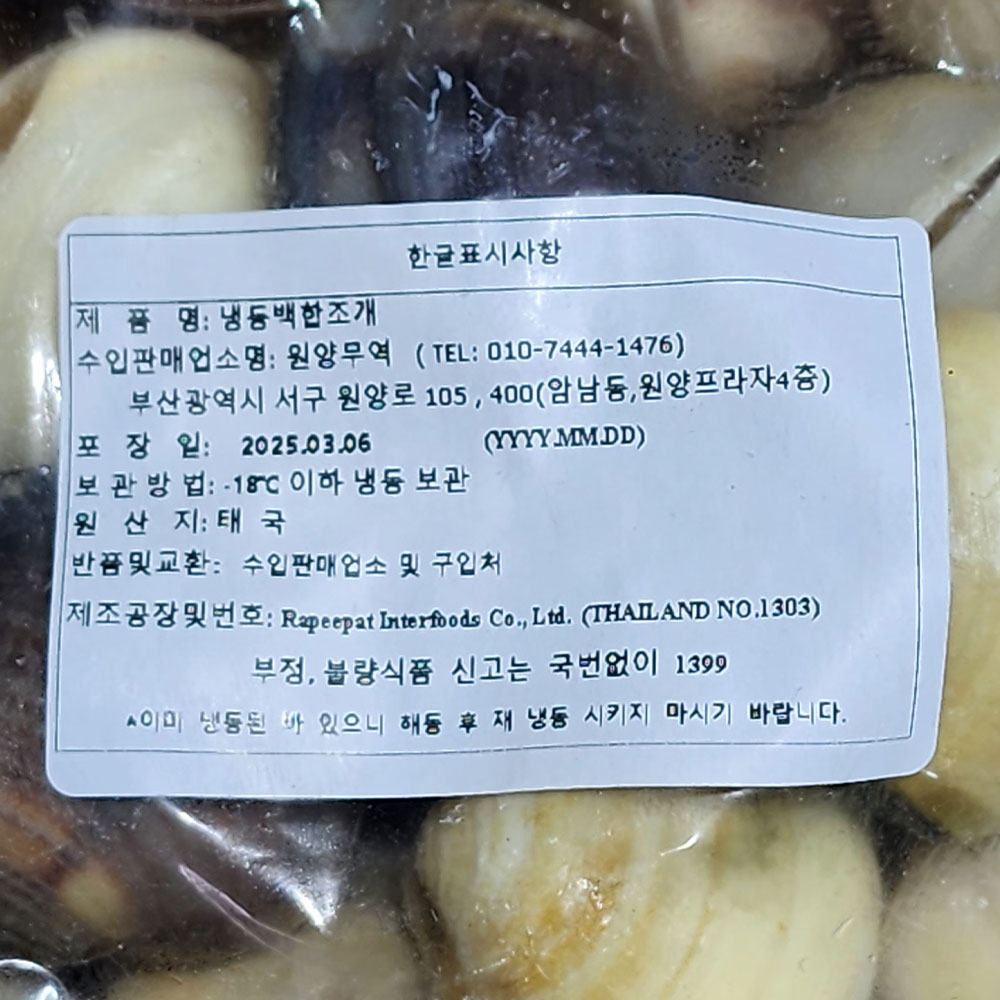 한글표시사항
제 품 명: 냉동백합조개
수입판매업소명: 원양무역 (TEL: 010-7444-1476)
부산광역시 서구 원양로 105 , 400(암남동,원양프라자4층)
포 장 일: 2025.03.06 (YYYY.MM.DD)
보 관 방 법: -18℃ 이하 냉동 보관
원 산 지: 태 국
반품및교환: 수입판매업소 및 구입처
제조공장및번호: Rapeepat Interfoods Co., Ltd. (THAILAND NO.1303)
부정, 불량식품 신고는 국번없이 1399
*이미 냉동된 바 있으니 해동 후 재 냉동 시키지 마시기 바랍니다.